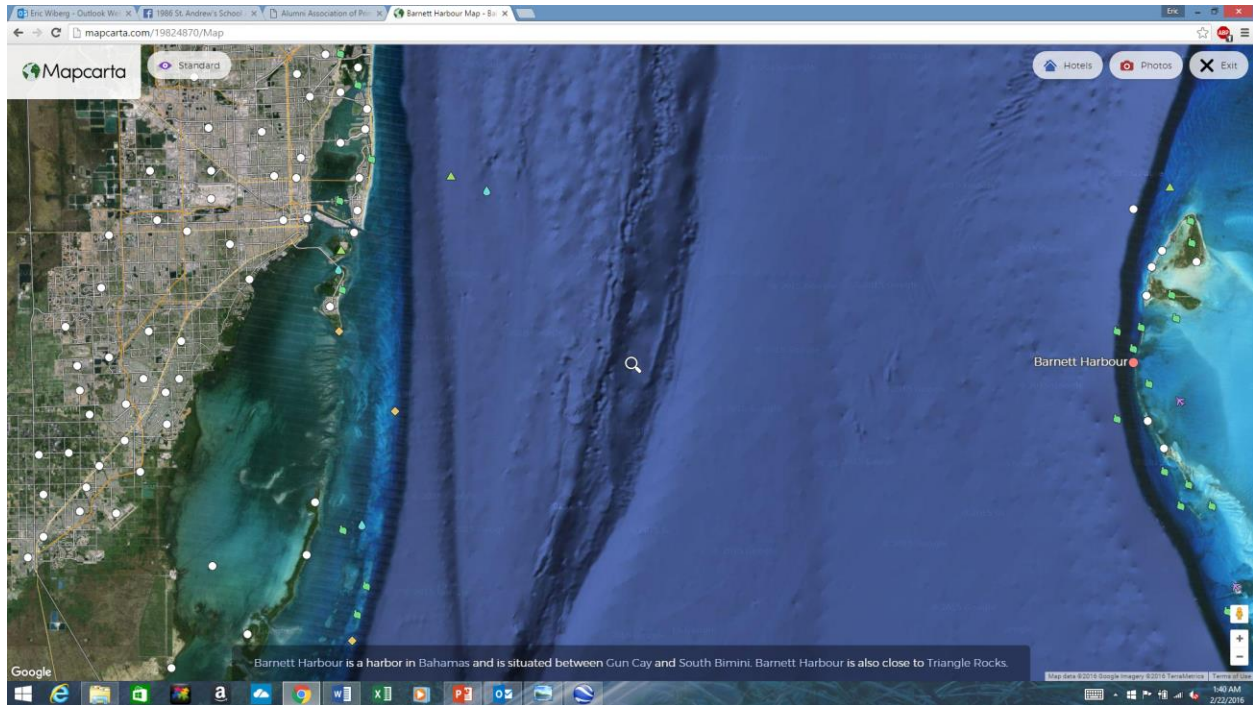 Eric Wiberg - Outlook We
1986 St. Andrew's School
Alumni Association of Prin
Barnett Harbour Map - Ba
Eric
mapcarta.com/19824870/Map
ABP
Mapcarta
Standard
Hotels
Photos
Exit
Barnett Harbour
Barnett Harbour is a harbor in Bahamas and is situated between Gun Cay and South Bimini. Barnett Harbour is also close to Triangle Rocks.
Google
Map data ©2016 Google Imagery ©2016 TerraMetrics
Terms of Use
1:40 AM
2/22/2016